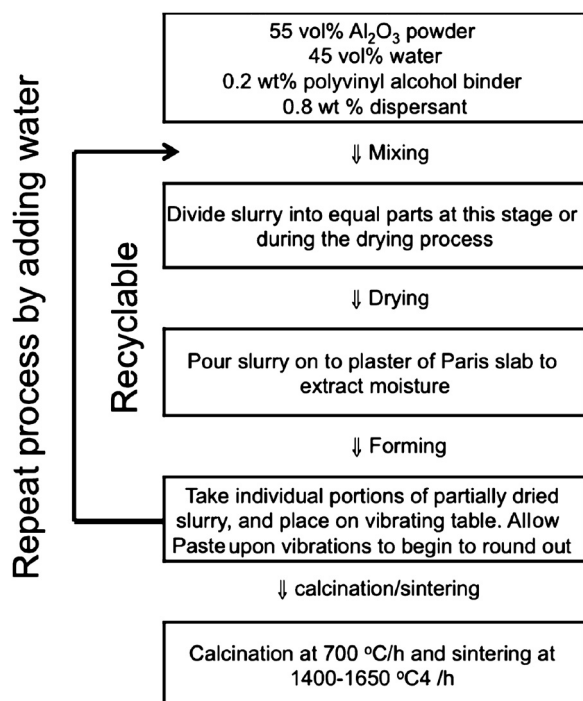 55 vol% Al₂O₃ powder
45 vol% water
0.2 wt% polyvinyl alcohol binder
0.8 wt % dispersant
⇓ Mixing
Divide slurry into equal parts at this stage or
during the drying process
⇓ Drying
Pour slurry on to plaster of Paris slab to
extract moisture
⇓ Forming
Take individual portions of partially dried
slurry, and place on vibrating table. Allow
Paste upon vibrations to begin to round out
⇓ calcination/sintering
Calcination at 700 ºC/h and sintering at
1400-1650 ºC4 /h
Recyclable
Repeat process by adding water